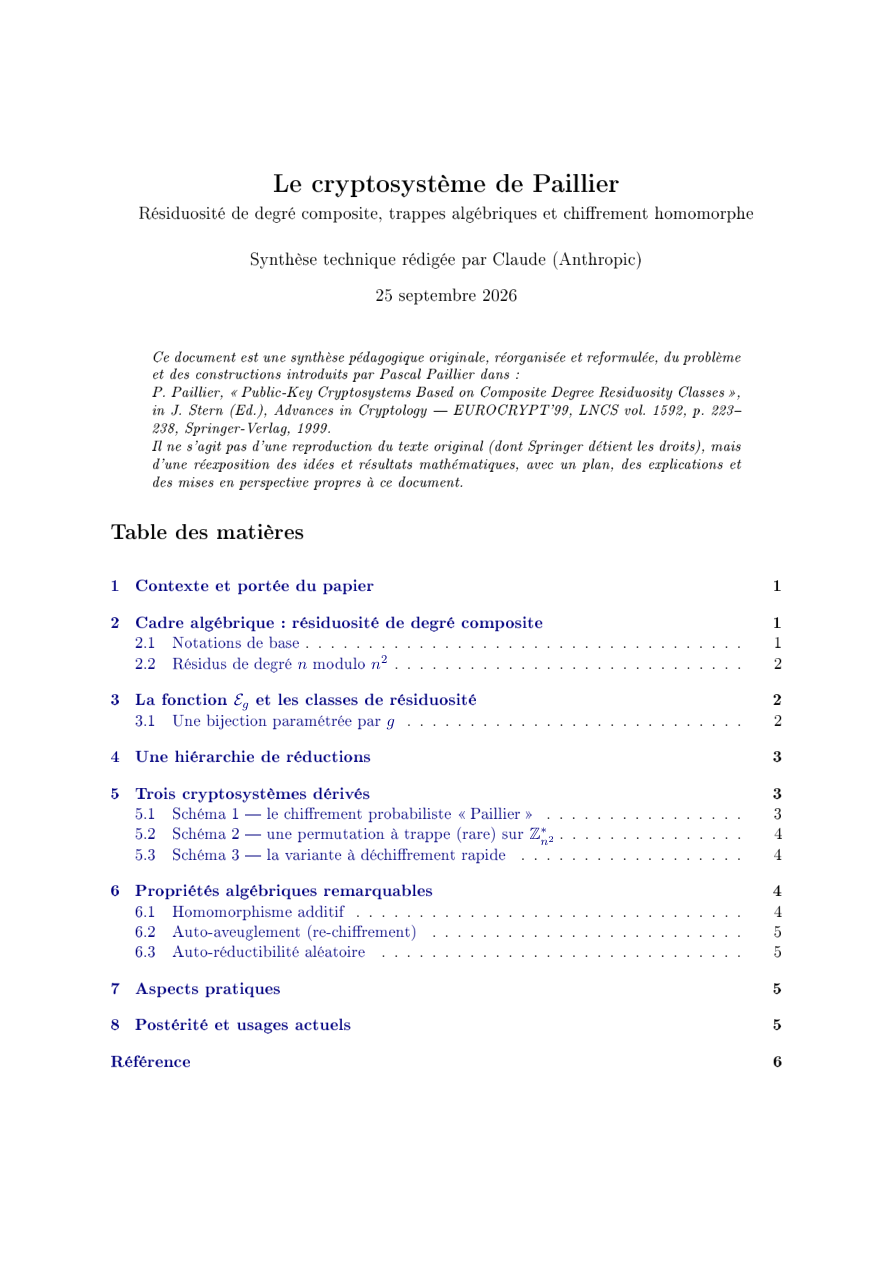 Le cryptosystème de Paillier
Résiduosité de degré composite, trappes algébriques et chiffrement homomorphe
Synthèse technique rédigée par Claude (Anthropic)
25 septembre 2026
Ce document est une synthèse pédagogique originale, réorganisée et reformulée, du problème
et des constructions introduits par Pascal Paillier dans :
P. Paillier, « Public-Key Cryptosystems Based on Composite Degree Residuosity Classes »,
in J. Stern (Ed.), Advances in Cryptology — EUROCRYPT'99, LNCS vol. 1592, p. 223–
238, Springer-Verlag, 1999.
Il ne s'agit pas d'une reproduction du texte original (dont Springer détient les droits), mais
d'une réexposition des idées et résultats mathématiques, avec un plan, des explications et
des mises en perspective propres à ce document.
Table des matières
1 Contexte et portée du papier 1
2 Cadre algébrique : résiduosité de degré composite 1
2.1 Notations de base . . . . . . . . . . . . . . . . . . . . . . . . . . . . . . . . . . . 1
2.2 Résidus de degré n modulo n² . . . . . . . . . . . . . . . . . . . . . . . . . . . . 2
3 La fonction ℰ_g et les classes de résiduosité 2
3.1 Une bijection paramétrée par g . . . . . . . . . . . . . . . . . . . . . . . . . . . 2
4 Une hiérarchie de réductions 3
5 Trois cryptosystèmes dérivés 3
5.1 Schéma 1 — le chiffrement probabiliste « Paillier » . . . . . . . . . . . . . . . . 3
5.2 Schéma 2 — une permutation à trappe (rare) sur ℤ*_{n²} . . . . . . . . . . . . . . . 4
5.3 Schéma 3 — la variante à déchiffrement rapide . . . . . . . . . . . . . . . . . . 4
6 Propriétés algébriques remarquables 4
6.1 Homomorphisme additif . . . . . . . . . . . . . . . . . . . . . . . . . . . . . . . 4
6.2 Auto-aveuglement (re-chiffrement) . . . . . . . . . . . . . . . . . . . . . . . . . 5
6.3 Auto-réductibilité aléatoire . . . . . . . . . . . . . . . . . . . . . . . . . . . . . 5
7 Aspects pratiques 5
8 Postérité et usages actuels 5
Référence 6